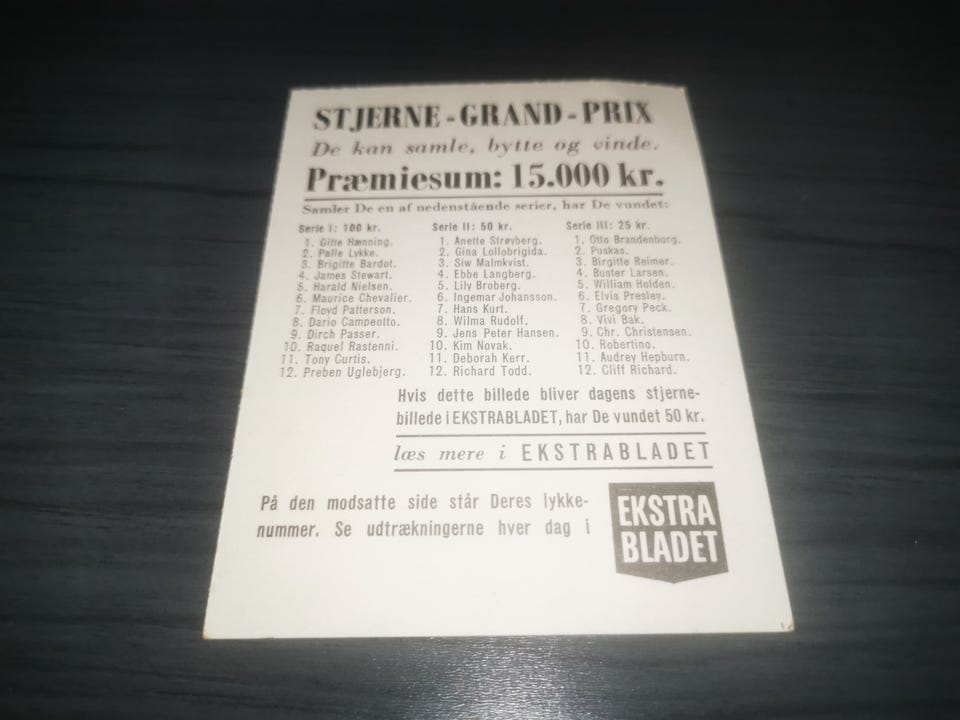 STJERNE-GRAND-PRIX
De kan samle, bytte og vinde.
Præmiesum: 15.000 kr.
Samler De en af nedenstående serier, har De vundet:
Serie I: 100 kr.
1. Gitte Hænning.
2. Palle Lykke.
3. Brigitte Bardot.
4. James Stewart.
5. Harald Nielsen.
6. Maurice Chevalier.
7. Floyd Patterson.
8. Dario Campeotto.
9. Dirch Passer.
10. Raquel Rastenni.
11. Tony Curtis.
12. Preben Uglebjerg.
Serie II: 50 kr.
1. Anette Strøyberg.
2. Gina Lollobrigida.
3. Siw Malmkvist.
4. Ebbe Langberg.
5. Lily Broberg.
6. Ingemar Johansson.
7. Hans Kurt.
8. Wilma Rudolf.
9. Jens Peter Hansen.
10. Kim Novak.
11. Deborah Kerr.
12. Richard Todd.
Serie III: 25 kr.
1. Otto Brandenburg.
2. Puskas.
3. Birgitte Reimer.
4. Buster Larsen.
5. William Holden.
6. Elvis Presley.
7. Gregory Peck.
8. Vivi Bak.
9. Chr. Christensen.
10. Robertino.
11. Audrey Hepburn.
12. Cliff Richard.
Hvis dette billede bliver dagens stjerne-
billede i EKSTRABLADET, har De vundet 50 kr.
læs mere i EKSTRABLADET
På den modsatte side står Deres lykke-
nummer. Se udtrækningerne hver dag i
EKSTRA
BLADET